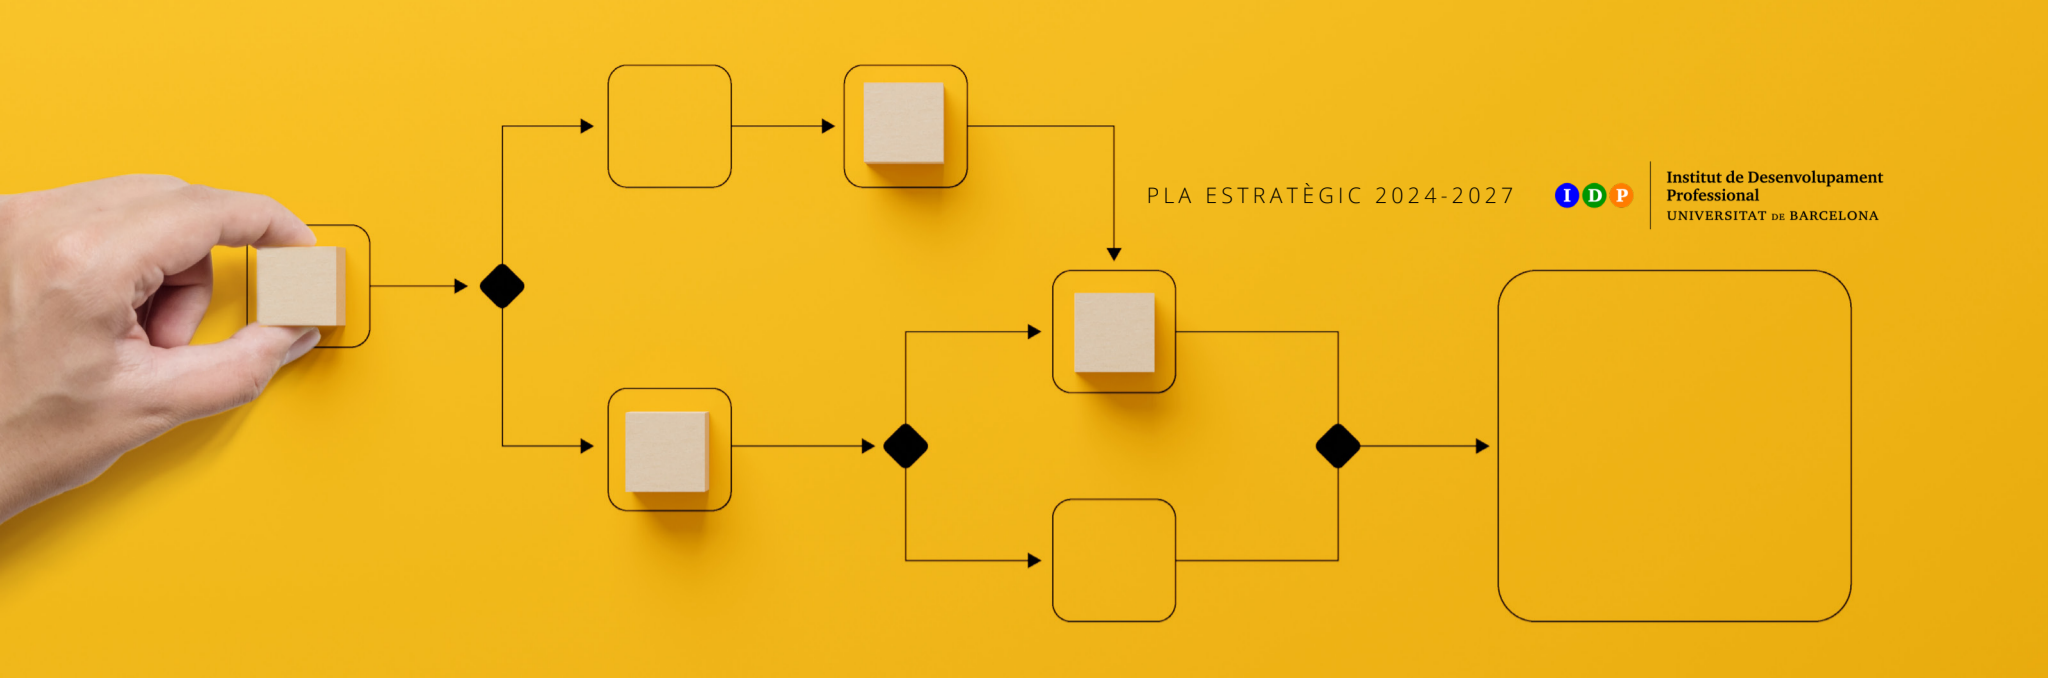 PLA ESTRATÈGIC 2024-2027
IDP
Institut de Desenvolupament
Professional
UNIVERSITAT DE BARCELONA